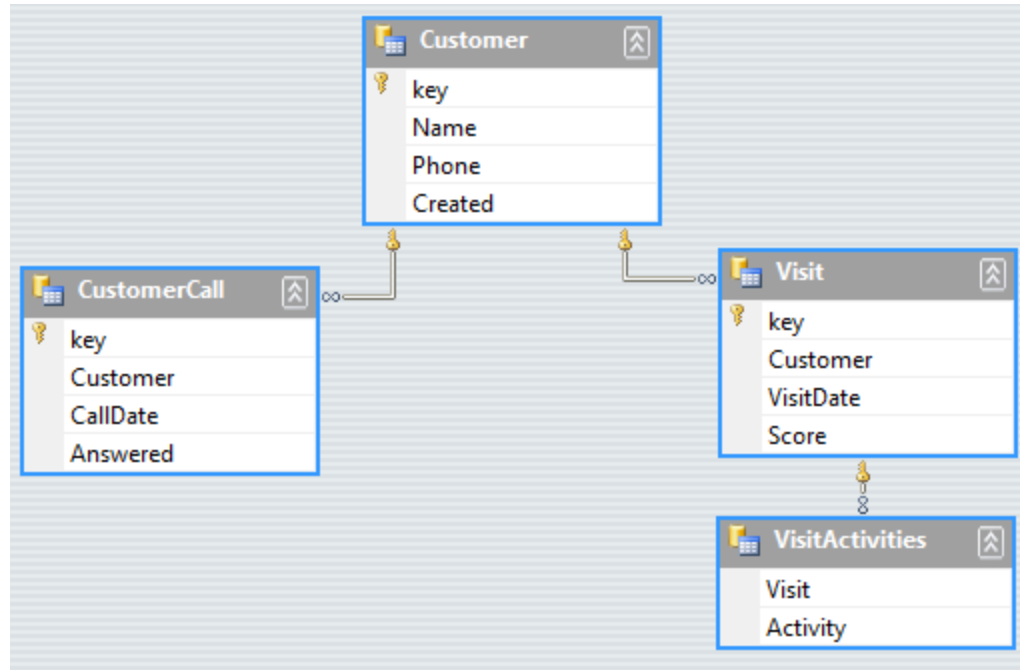 Customer
key
Name
Phone
Created
CustomerCall
key
Customer
CallDate
Answered
Visit
key
Customer
VisitDate
Score
VisitActivities
Visit
Activity